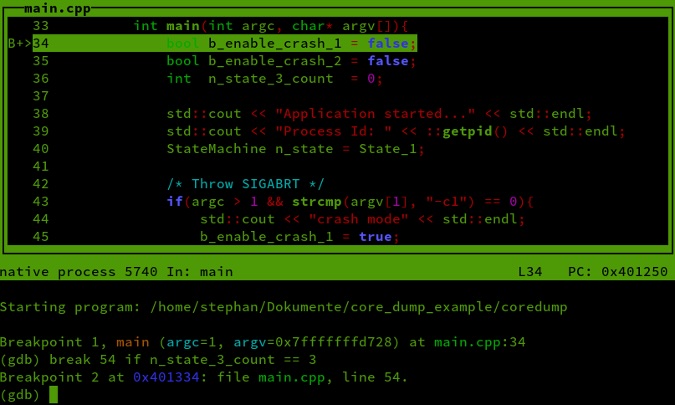 main.cpp
33 int main(int argc, char* argv[]){
B+>34 bool b_enable_crash_1 = false;
35 bool b_enable_crash_2 = false;
36 int n_state_3_count = 0;
37
38 std::cout << "Application started..." << std::endl;
39 std::cout << "Process Id: " << ::getpid() << std::endl;
40 StateMachine n_state = State_1;
41
42 /* Throw SIGABRT */
43 if(argc > 1 && strcmp(argv[1], "-c1") == 0){
44 std::cout << "crash mode" << std::endl;
45 b_enable_crash_1 = true;
native process 5740 In: main L34 PC: 0x401250
Starting program: /home/stephan/Dokumente/core_dump_example/coredump
Breakpoint 1, main (argc=1, argv=0x7fffffffd728) at main.cpp:34
(gdb) break 54 if n_state_3_count == 3
Breakpoint 2 at 0x401334: file main.cpp, line 54.
(gdb)